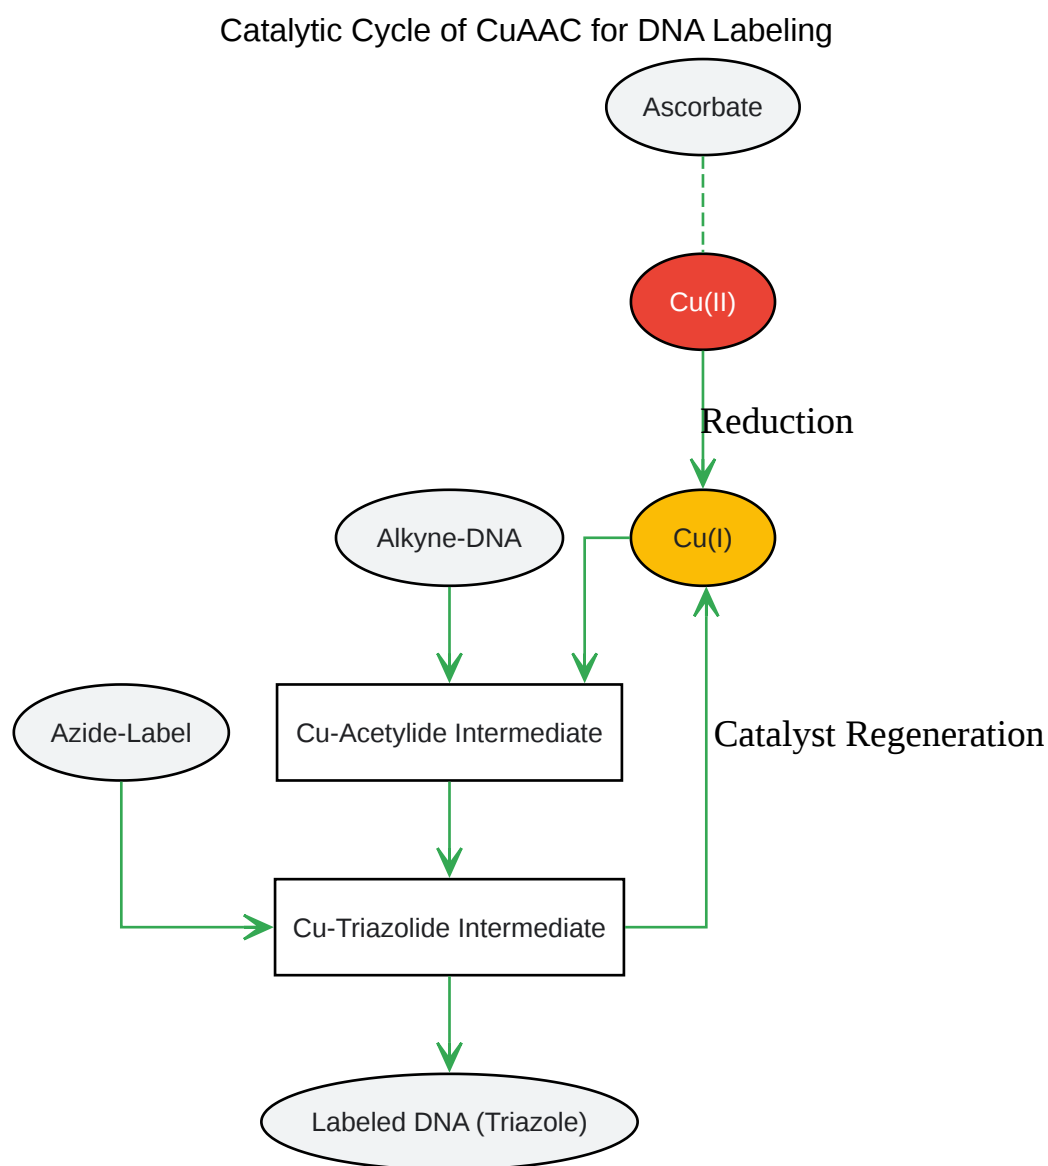 Catalytic Cycle of CuAAC for DNA Labeling
Ascorbate
Cu(II)
Reduction
Alkyne-DNA
Cu(I)
Azide-Label
Cu-Acetylide Intermediate
Catalyst Regeneration
Cu-Triazolide Intermediate
Labeled DNA (Triazole)